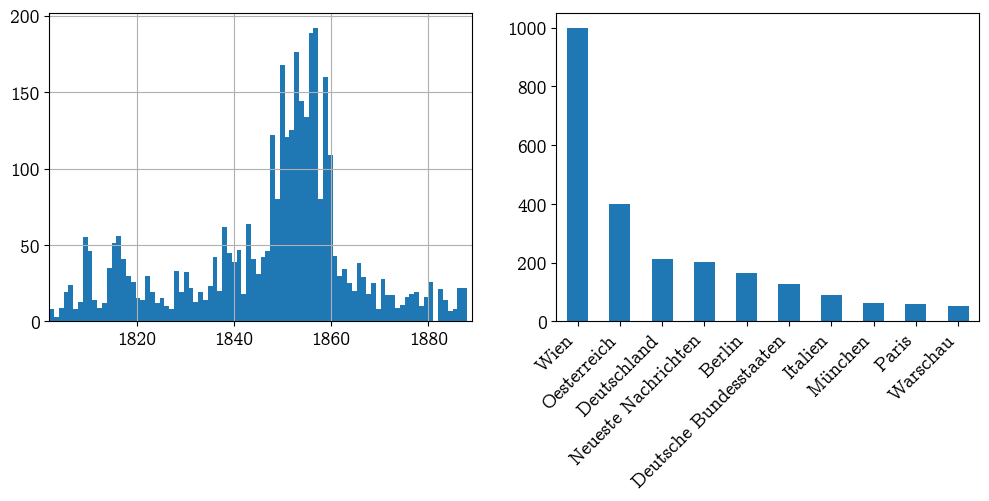 200
150
100
50
0
1820 1840 1860 1880
1000
800
600
400
200
0
Wien
Oesterreich
Deutschland
Neueste Nachrichten
Berlin
Deutsche Bundesstaaten
Italien
München
Paris
Warschau